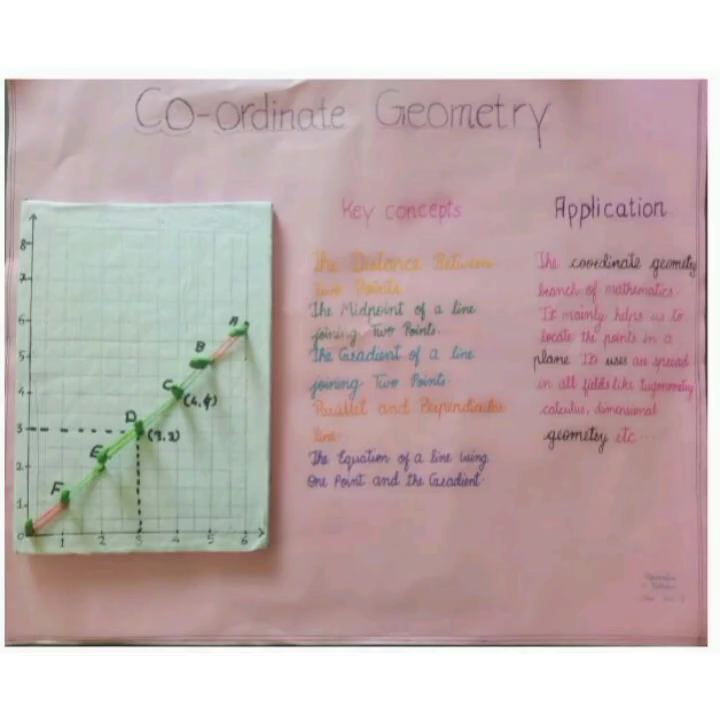 Co-ordinate Geometry
8
7
6
5
4
3
2
1
0
1
2
3
4
5
6
A
B
C
(4,4)
D
(3,3)
E
F
Key concepts
The Distance Between
Two Points
The Midpoint of a line
joining Two Points.
The Gradient of a line
joining Two Points.
Parallel and Perpendicular
line.
The Equation of a line using
One Point and the Gradient.
Application
The coordinate geometry
branch of mathematics.
It mainly helps us to
locate the points in a
plane Its uses are spread
in all fields like trigonometry
calculus, dimensional
geometry etc...